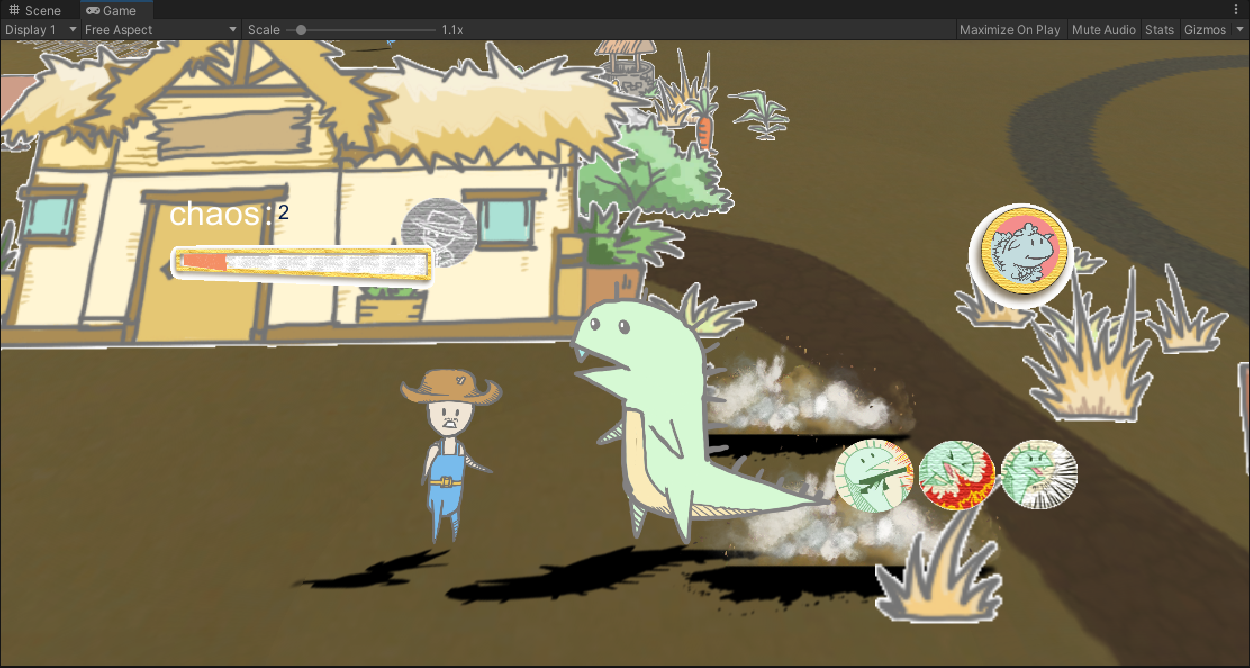 Scene Game
Display 1 Free Aspect Scale 1.1x Maximize On Play Mute Audio Stats Gizmos
chaos:2